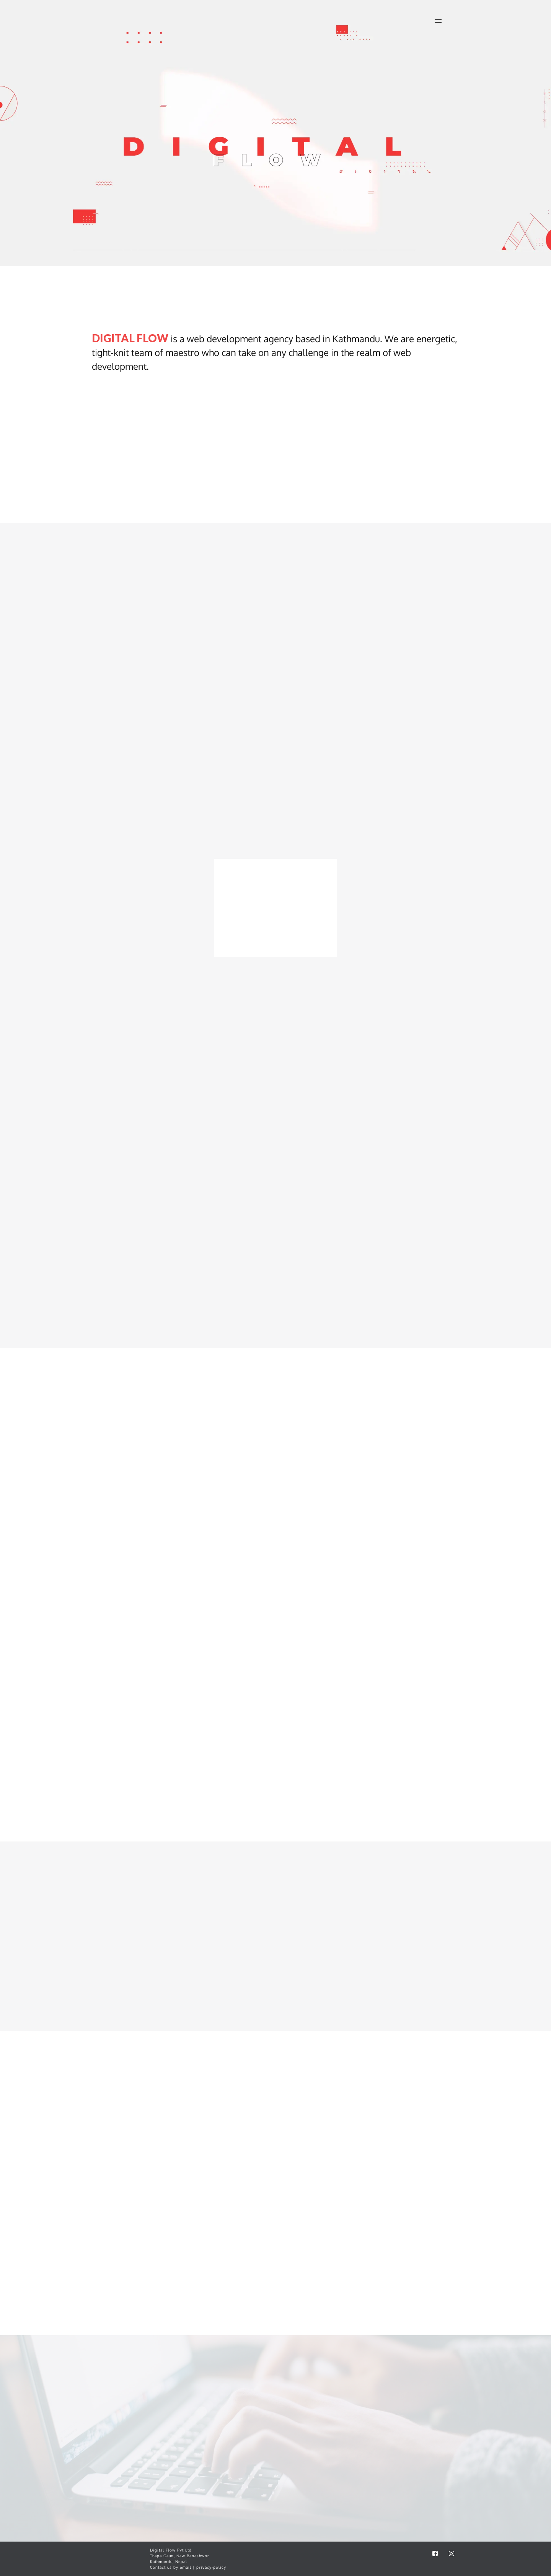 DIGITAL
FLOW
DIGITAL
DIGITAL FLOW is a web development agency based in Kathmandu. We are energetic,
tight-knit team of maestro who can take on any challenge in the realm of web
development.
Digital Flow Pvt Ltd
Thapa Gaun, New Baneshwor
Kathmandu, Nepal
Contact us by email | privacy-policy